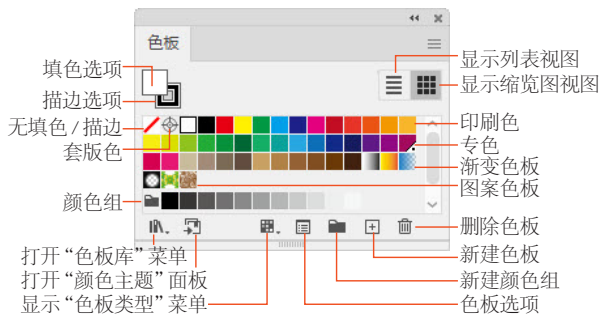 色板
填色选项
描边选项
无填色 / 描边
套版色
颜色组
打开“色板库”菜单
打开“颜色主题”面板
显示“色板类型”菜单
显示列表视图
显示缩览图视图
印刷色
专色
渐变色板
图案色板
删除色板
新建色板
新建颜色组
色板选项